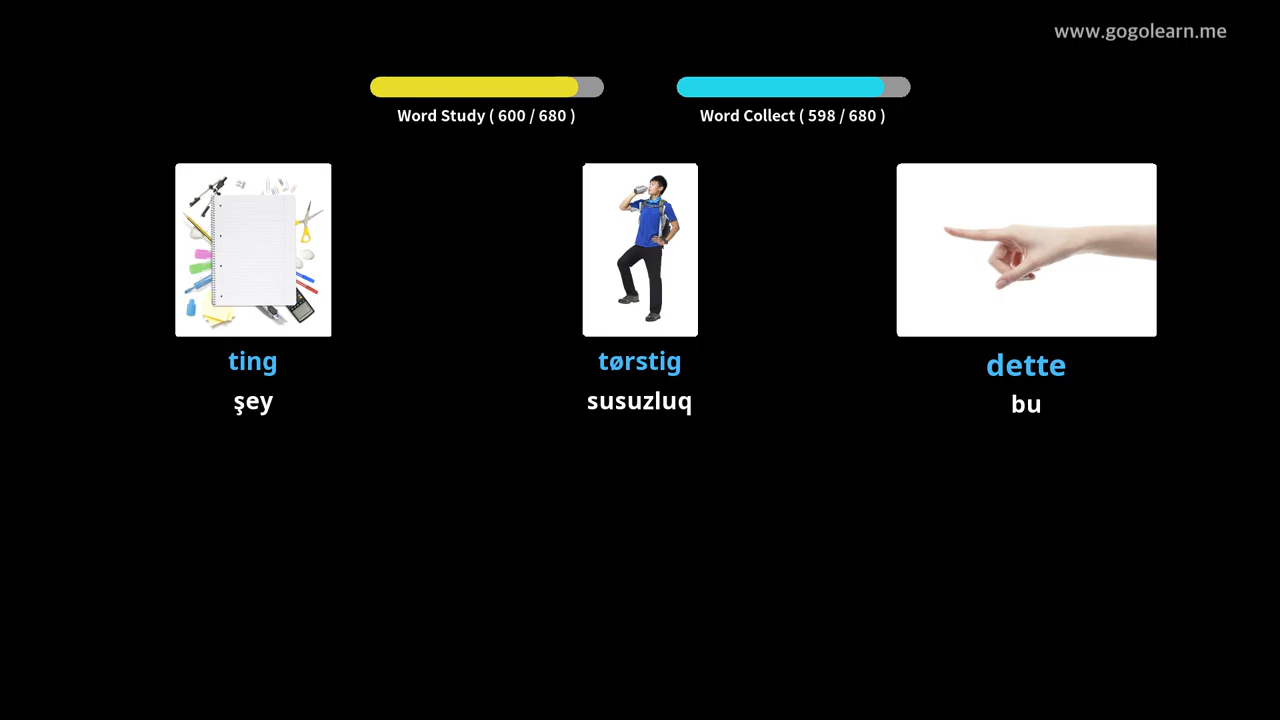 www.gogolearn.me
Word Study ( 600 / 680 )
Word Collect ( 598 / 680 )
ting
şey
tørstig
susuzluq
dette
bu